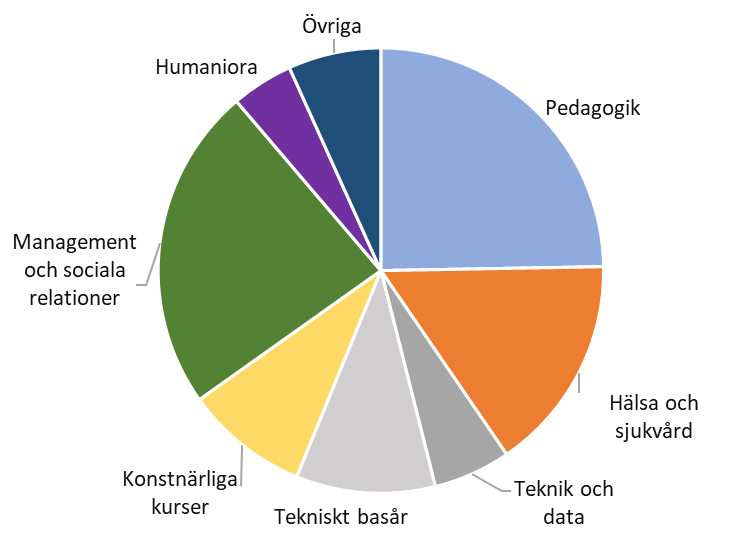 Övriga
Humaniora
Pedagogik
Management
och sociala
relationer
Hälsa och
sjukvård
Konstnärliga
kurser
Teknik och
data
Tekniskt basår